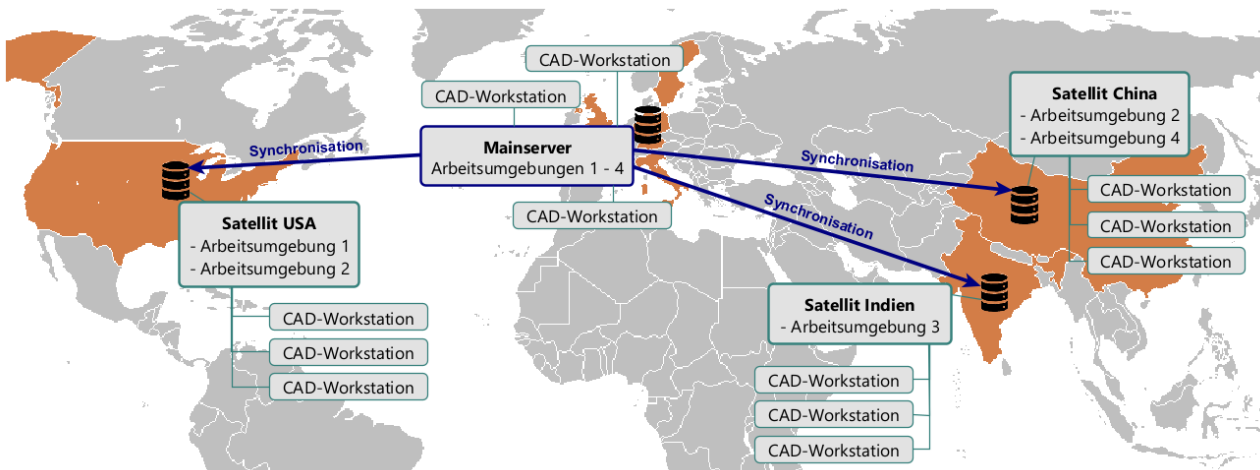 CAD-Workstation
CAD-Workstation
Mainserver
Arbeitsumgebungen 1 - 4
CAD-Workstation
Synchronisation
Satellit USA
- Arbeitsumgebung 1
- Arbeitsumgebung 2
CAD-Workstation
CAD-Workstation
CAD-Workstation
Synchronisation
Satellit China
- Arbeitsumgebung 2
- Arbeitsumgebung 4
CAD-Workstation
CAD-Workstation
CAD-Workstation
Synchronisation
Satellit Indien
- Arbeitsumgebung 3
CAD-Workstation
CAD-Workstation
CAD-Workstation